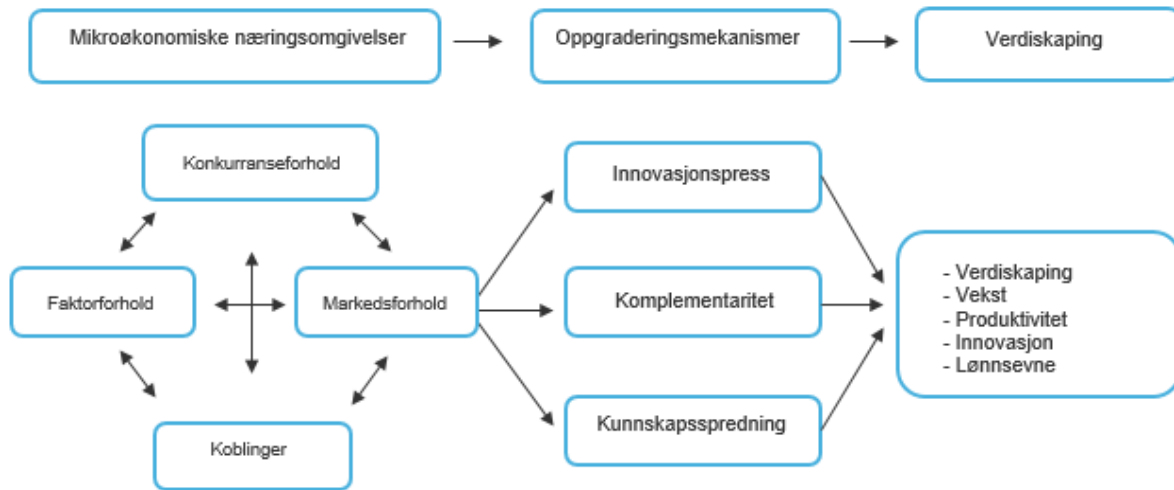 Mikroøkonomiske næringsomgivelser
Oppgraderingsmekanismer
Verdiskaping
Konkurranseforhold
Innovasjonspress
Faktorforhold
Markedsforhold
Komplementaritet
- Verdiskaping
- Vekst
- Produktivitet
- Innovasjon
- Lønnsevne
Koblinger
Kunnskapsspredning